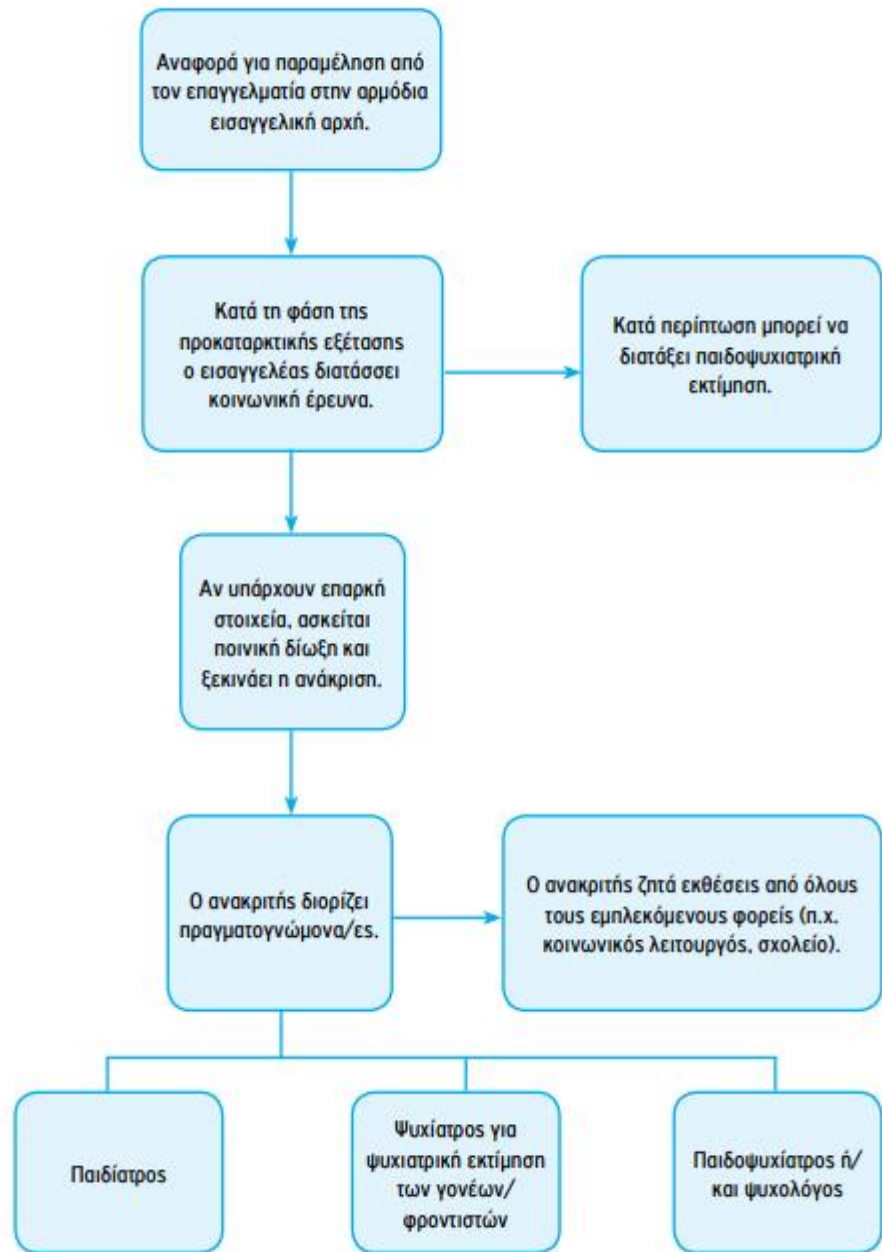 Αναφορά για παραμέληση από
τον επαγγελματία στην αρμόδια
εισαγγελική αρχή.
Κατά τη φάση της
προκαταρκτικής εξέτασης
ο εισαγγελέας διατάσσει
κοινωνική έρευνα.
Κατά περίπτωση μπορεί να
διατάξει παιδοψυχιατρική
εκτίμηση.
Αν υπάρχουν επαρκή
στοιχεία, ασκείται
ποινική δίωξη και
ξεκινάει η ανάκριση.
Ο ανακριτής διορίζει
πραγματογνώμονα/ες.
Ο ανακριτής ζητά εκθέσεις από όλους
τους εμπλεκόμενους φορείς (π.χ.
κοινωνικός λειτουργός, σχολείο).
Παιδίατρος
Ψυχίατρος για
ψυχιατρική εκτίμηση
των γονέων/
φροντιστών
Παιδοψυχίατρος ή/
και ψυχολόγος